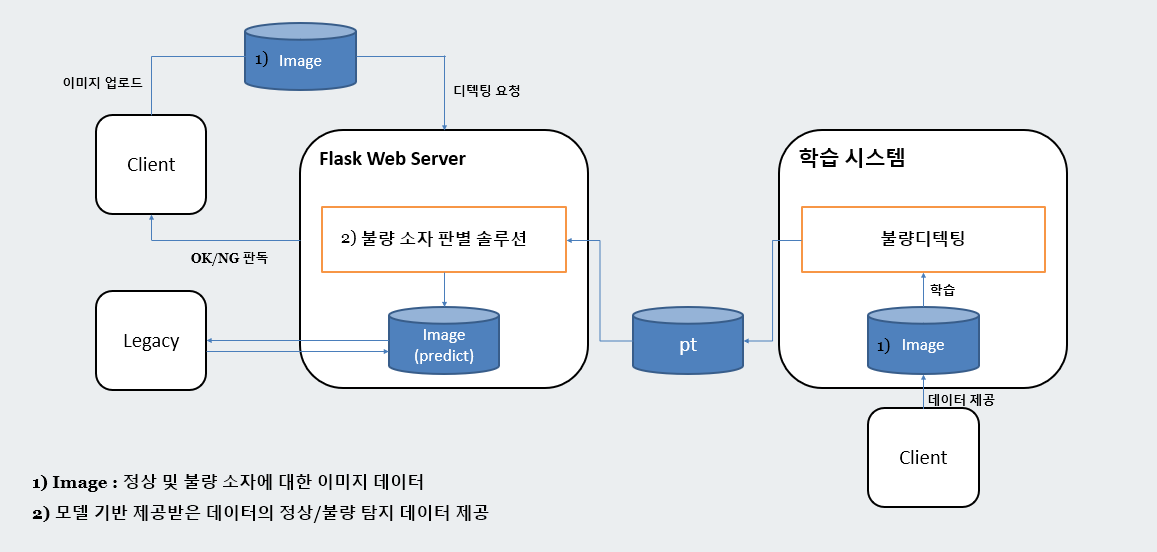 1) Image
이미지 업로드
디텍팅 요청
Client
Flask Web Server
학습 시스템
2) 불량 소자 판별 솔루션
불량디텍팅
OK/NG 판독
학습
Legacy
Image
(predict)
pt
1) Image
데이터 제공
Client
1) Image : 정상 및 불량 소자에 대한 이미지 데이터
2) 모델 기반 제공받은 데이터의 정상/불량 탐지 데이터 제공